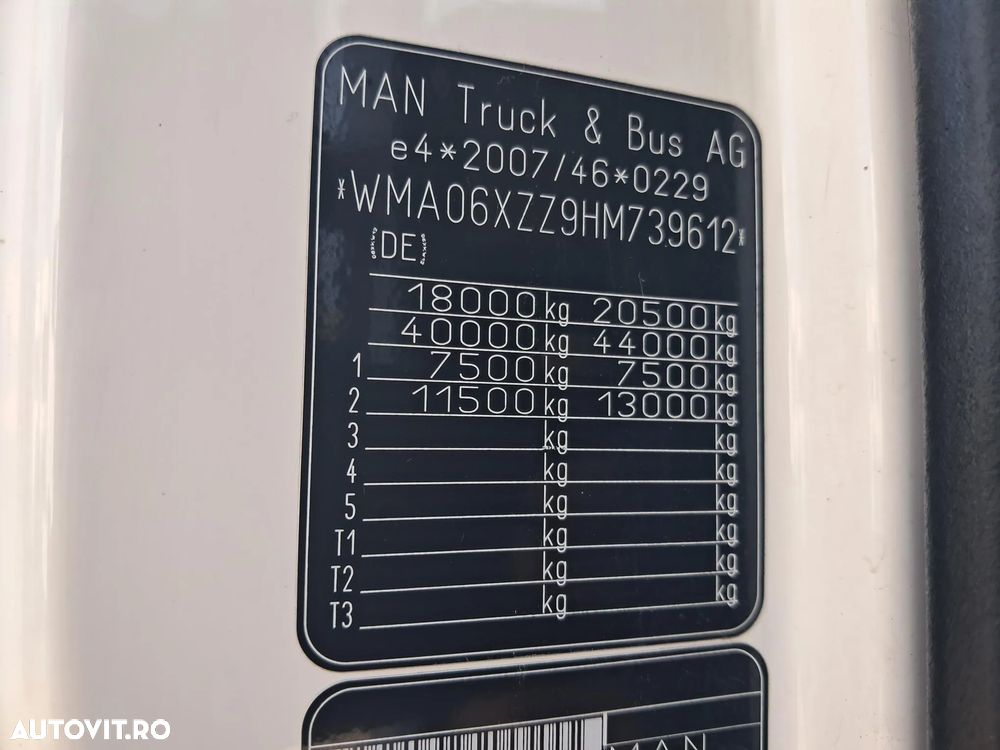 MAN Truck & Bus AG
e4*2007/46*0229
*WMA06XZZ9HM739612*
DE
18000 kg 20500 kg
40000 kg 44000 kg
1 7500 kg 7500 kg
2 11500 kg 13000 kg
3 kg kg
4 kg kg
5 kg kg
T1 kg kg
T2 kg kg
T3 kg kg
MAN
AUTOVIT.RO